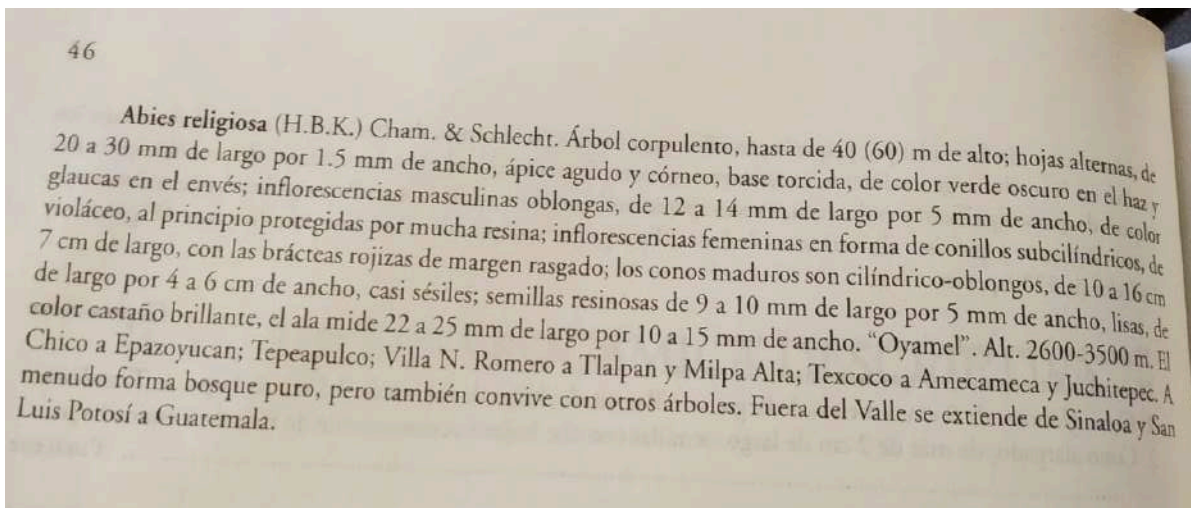 46
Abies religiosa (H.B.K.) Cham. & Schlecht. Árbol corpulento, hasta de 40 (60) m de alto; hojas alternas, de
20 a 30 mm de largo por 1.5 mm de ancho, ápice agudo y córneo, base torcida, de color verde oscuro en el haz y
glaucas en el envés; inflorescencias masculinas oblongas, de 12 a 14 mm de largo por 5 mm de ancho, de color
violáceo, al principio protegidas por mucha resina; inflorescencias femeninas en forma de conillos subcilíndricos, de
7 cm de largo, con las brácteas rojizas de margen rasgado; los conos maduros son cilíndrico-oblongos, de 10 a 16 cm
de largo por 4 a 6 cm de ancho, casi sésiles; semillas resinosas de 9 a 10 mm de largo por 5 mm de ancho, lisas, de
color castaño brillante, el ala mide 22 a 25 mm de largo por 10 a 15 mm de ancho. “Oyamel”. Alt. 2600-3500 m. El
Chico a Epazoyucan; Tepeapulco; Villa N. Romero a Tlalpan y Milpa Alta; Texcoco a Amecameca y Juchitepec. A
menudo forma bosque puro, pero también convive con otros árboles. Fuera del Valle se extiende de Sinaloa y San
Luis Potosí a Guatemala.